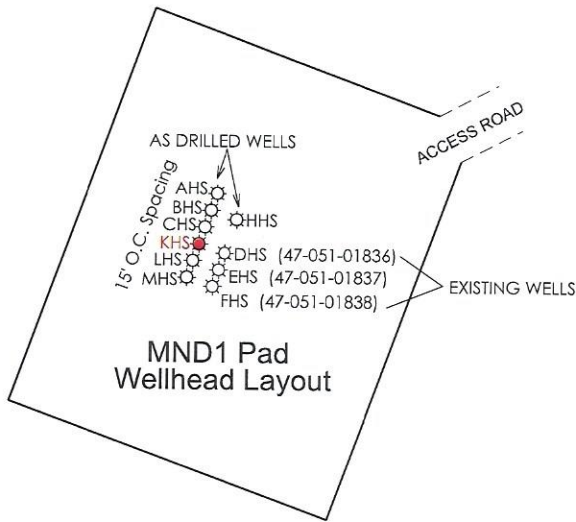 ACCESS ROAD
AS DRILLED WELLS
15' O.C. Spacing
AHS
BHS
CHS
HHS
KHS
LHS
MHS
DHS (47-051-01836)
EHS (47-051-01837)
FHS (47-051-01838)
EXISTING WELLS
MND1 Pad
Wellhead Layout